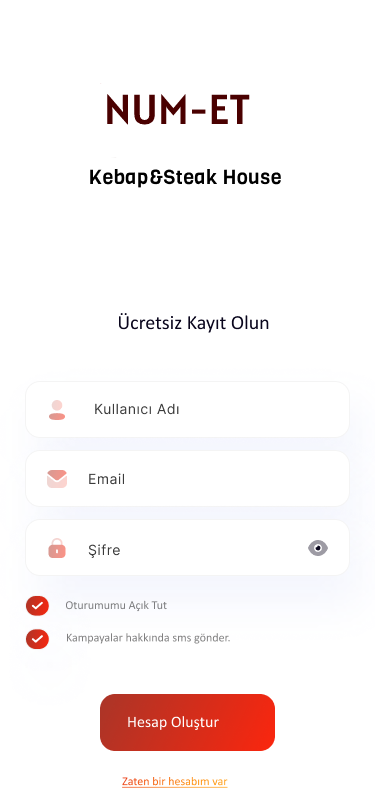 NUM-ET
Kebap&Steak House
Ücretsiz Kayıt Olun
Kullanıcı Adı
Email
Şifre
Oturumumu Açık Tut
Kampayalar hakkında sms gönder.
Hesap Oluştur
Zaten bir hesabım var